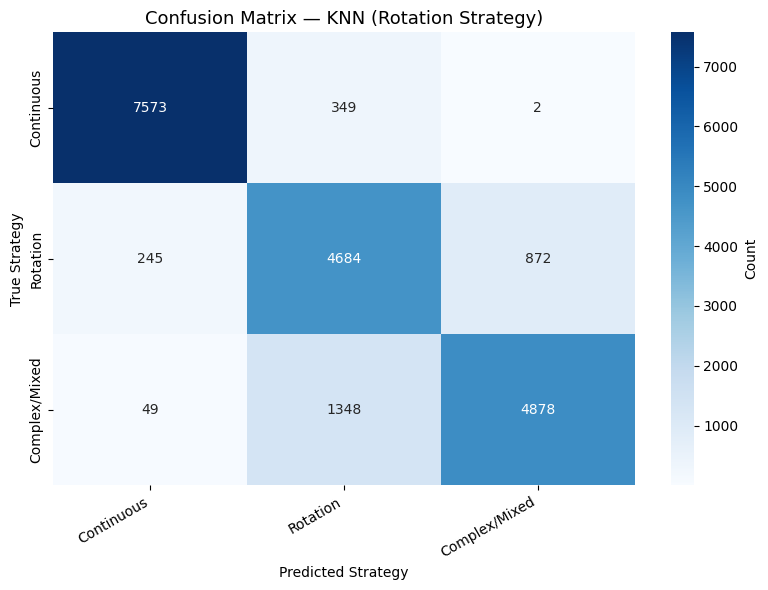 Confusion Matrix — KNN (Rotation Strategy)
True Strategy
Continuous
7573
349
2
Rotation
245
4684
872
Complex/Mixed
49
1348
4878
Continuous
Rotation
Complex/Mixed
Predicted Strategy
7000
6000
5000
4000
3000
2000
1000
Count